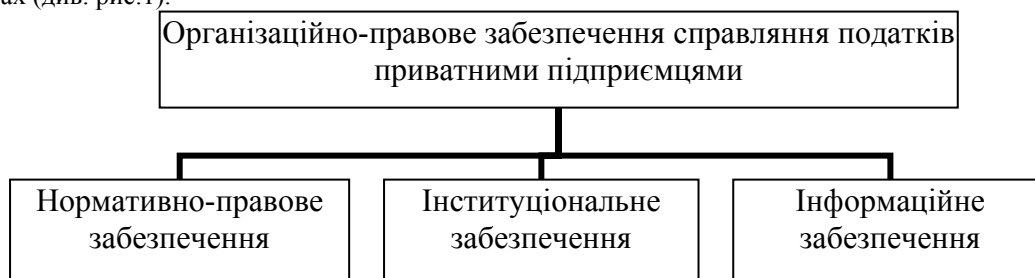 ах (див. рис.1).
Організаційно-правове забезпечення справляння податків
приватними підприємцями
Нормативно-правове
забезпечення
Інституціональне
забезпечення
Інформаційне
забезпечення